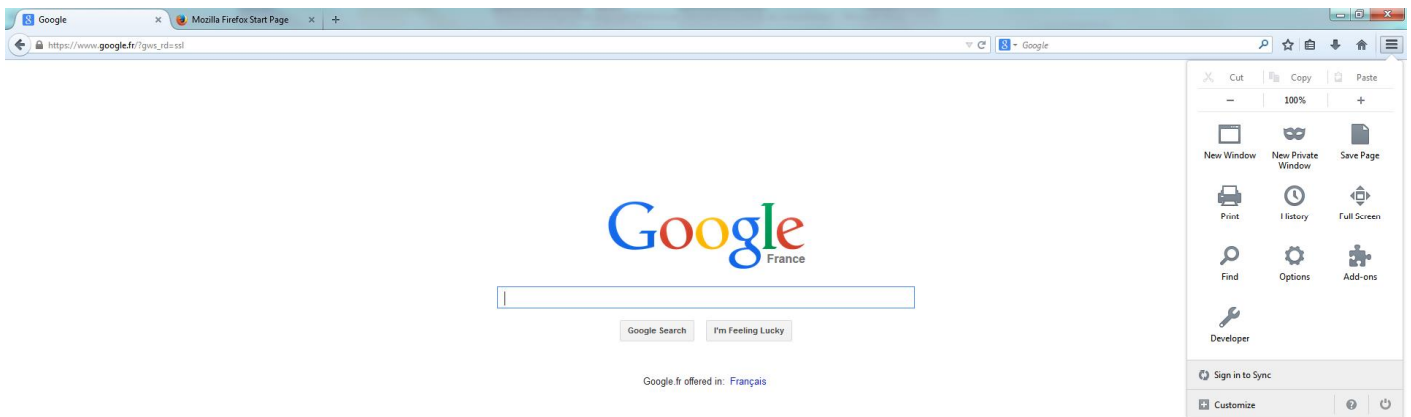 Google
Mozilla Firefox Start Page
https://www.google.fr/?gws_rd=ssl
Google
Cut Copy Paste
100%
New Window New Private Window Save Page
Print History Full Screen
Find Options Add-ons
Developer
Sign in to Sync
Customize
Google
France
Google Search I'm Feeling Lucky
Google.fr offered in: Français